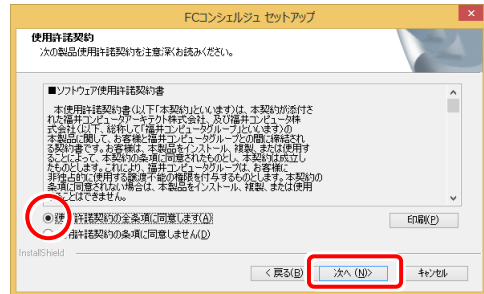 FCコンシェルジュ セットアップ
使用許諾契約
次の製品使用許諾契約を注意深くお読みください。
■ソフトウェア使用許諾契約書
本使用許諾契約書(以下「本契約」といいます)は、本契約が添付さ
れた福井コンピュータアーキテクト株式会社、及び福井コンピュータ株
式会社(以下、総称して「福井コンピュータグループ」といいます)の
本製品に関して、お客様と福井コンピュータグループとの間に締結され
る契約書です。お客様は、本製品をインストール、複製、または使用す
ることによって、本契約の条項に同意されたものとし、本契約は成立し
たものとします。これにより、福井コンピュータグループは、お客様に
非独占的に使用する譲渡不能の権限を付与するものとします。本契約の
条項に同意されない場合は、本製品をインストール、複製、または使用
することはできません。
使用許諾契約の全条項に同意します(A)
使用許諾契約の条項に同意しません(D)
印刷(P)
InstallShield
< 戻る(B)
次へ (N)>
キャンセル